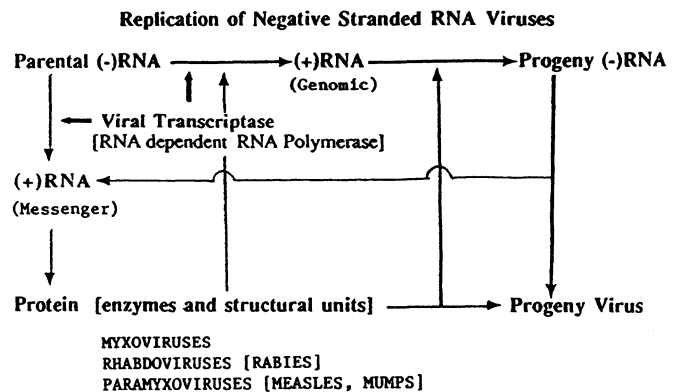 Replication of Negative Stranded RNA Viruses
Parental (-)RNA
(+)RNA
Progeny (-)RNA
(Genomic)
Viral Transcriptase
[RNA dependent RNA Polymerase]
(+)RNA
(Messenger)
Protein [enzymes and structural units]
Progeny Virus
MYXOVIRUSES
RHABDOVIRUSES [RABIES]
PARAMYXOVIRUSES [MEASLES, MUMPS]